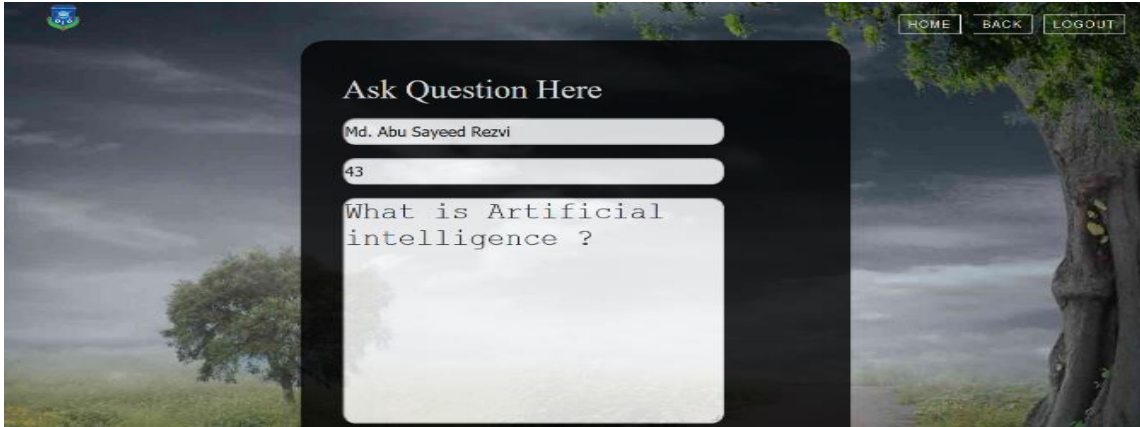 HOME BACK LOGOUT
Ask Question Here
Md. Abu Sayeed Rezvi
43
What is Artificial
intelligence ?